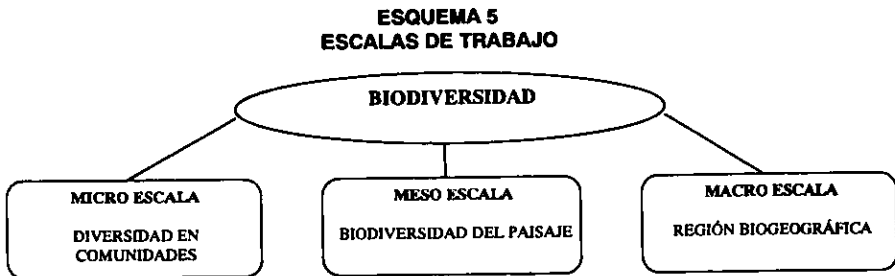 ESQUEMA 5
ESCALAS DE TRABAJO
BIODIVERSIDAD
MICRO ESCALA
DIVERSIDAD EN
COMUNIDADES
MESO ESCALA
BIODIVERSIDAD DEL PAISAJE
MACRO ESCALA
REGIÓN BIOGEOGRÁFICA